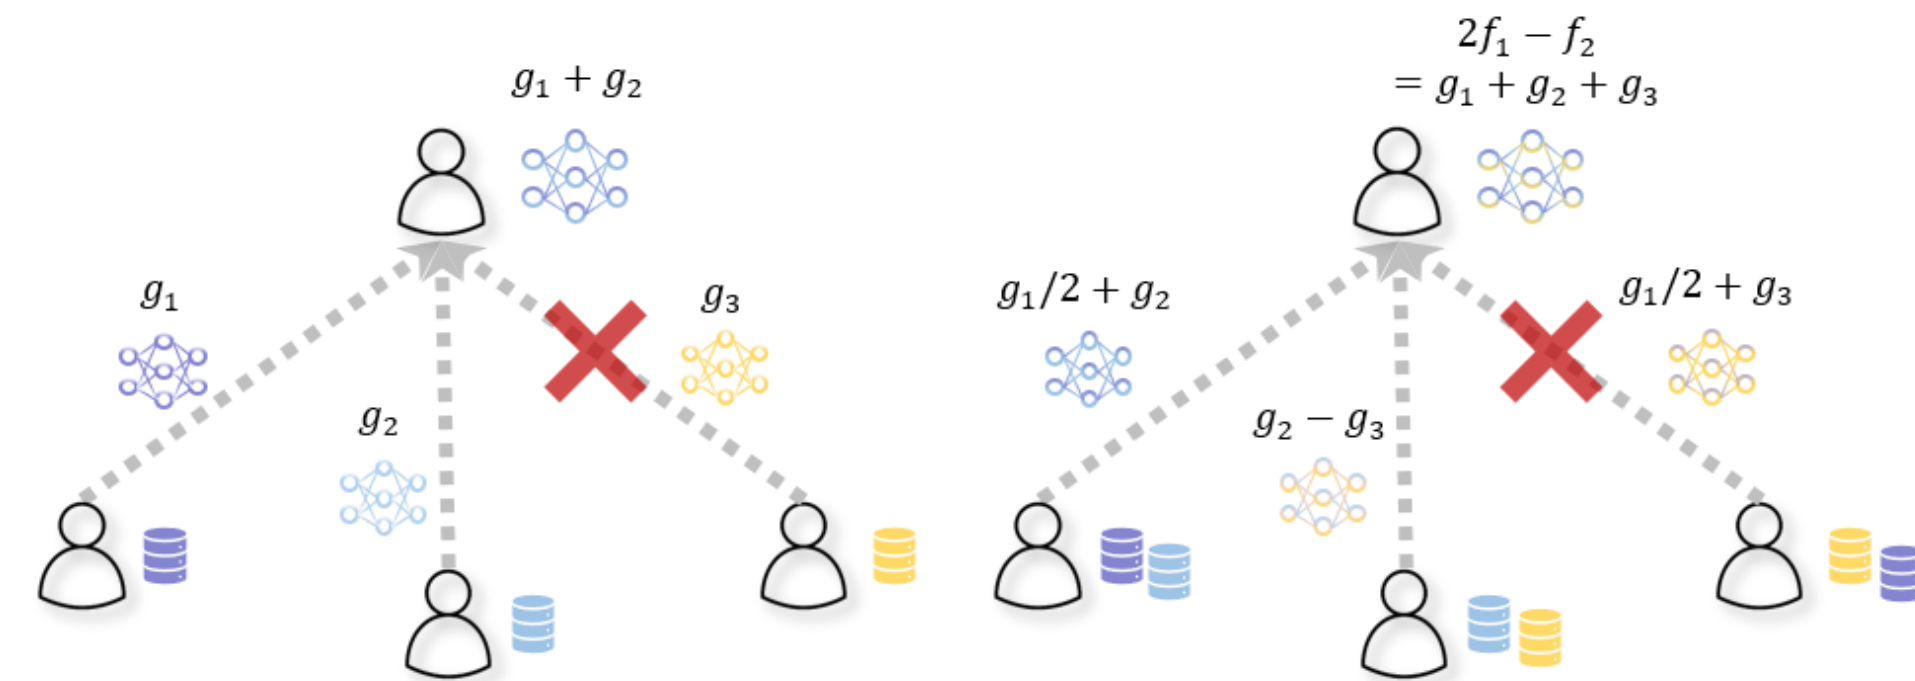 g₁ + g₂
g₁
g₂
g₃
2f₁ − f₂
= g₁ + g₂ + g₃
g₁/2 + g₂
g₂ − g₃
g₁/2 + g₃